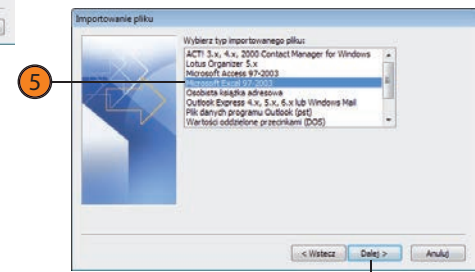 Importowanie pliku
Wybierz typ importowanego pliku:
ACT! 3.x, 4.x, 2000 Contact Manager for Windows
Lotus Organizer 5.x
Microsoft Access 97-2003
Microsoft Excel 97-2003
Osobista książka adresowa
Outlook Express 4.x, 5.x, 6.x lub Windows Mail
Plik danych programu Outlook (pst)
Wartości oddzielone przecinkami (DOS)
5
< Wstecz
Dalej >
Anuluj